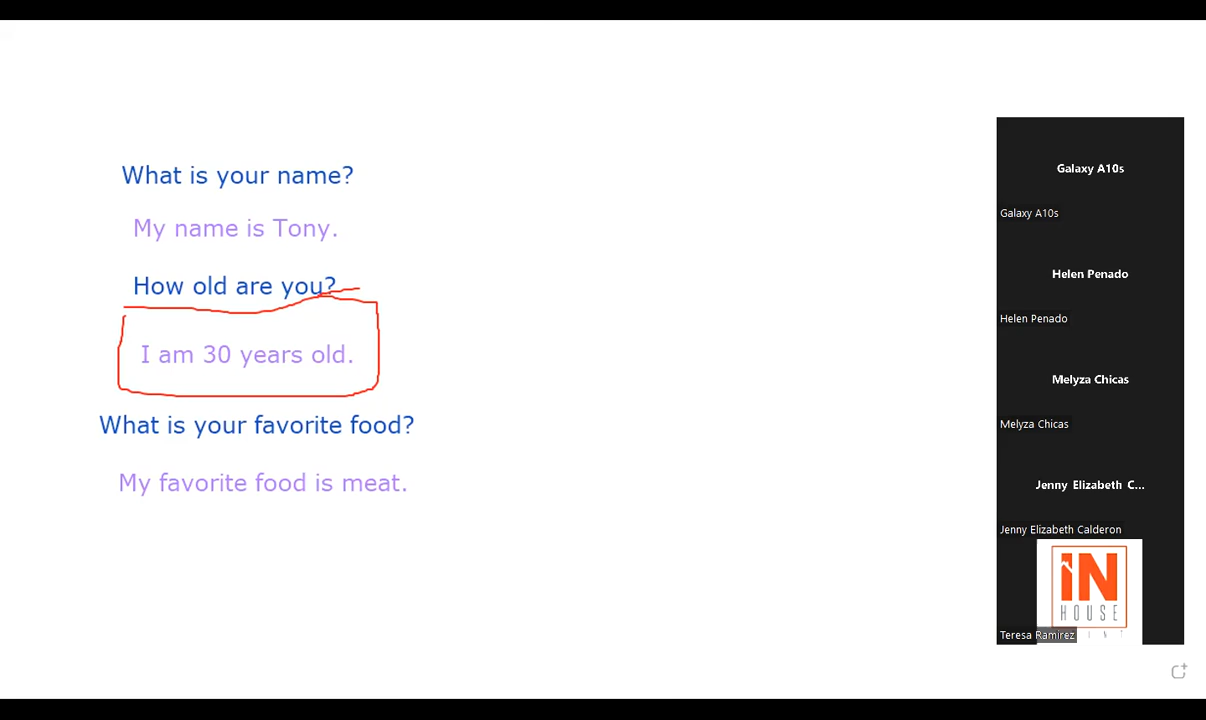 What is your name?
My name is Tony.
How old are you?
I am 30 years old.
What is your favorite food?
My favorite food is meat.
Galaxy A10s
Galaxy A10s
Helen Penado
Helen Penado
Melyza Chicas
Melyza Chicas
Jenny Elizabeth C...
Jenny Elizabeth Calderon
iN
HOUSE
Teresa Ramirez